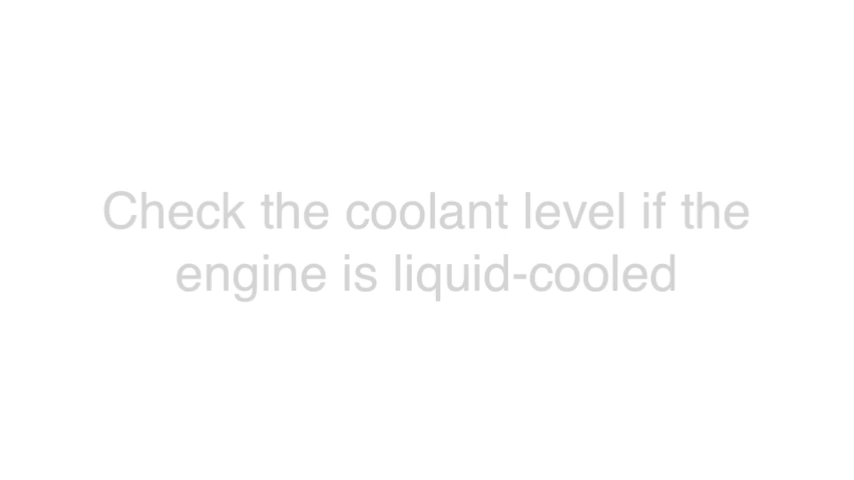 Check the coolant level if the
engine is liquid-cooled